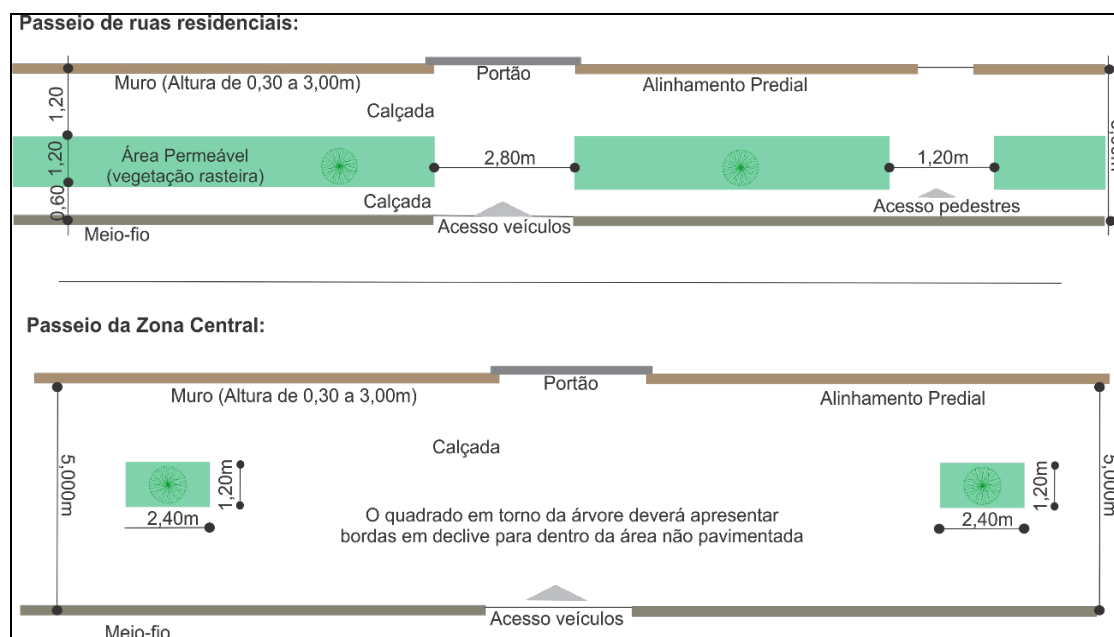 Passeio de ruas residenciais:
Portão
Muro (Altura de 0,30 a 3,00m)
Alinhamento Predial
1,20
Calçada
1,20
Área Permeável
(vegetação rasteira)
2,80m
1,20m
0,60
Calçada
Acesso pedestres
Meio-fio
Acesso veículos
Passeio da Zona Central:
Portão
Muro (Altura de 0,30 a 3,00m)
Alinhamento Predial
Calçada
5,000m
1,20m
2,40m
O quadrado em torno da árvore deverá apresentar
bordas em declive para dentro da área não pavimentada
1,20m
2,40m
5,000m
Acesso veículos
Meio-fio